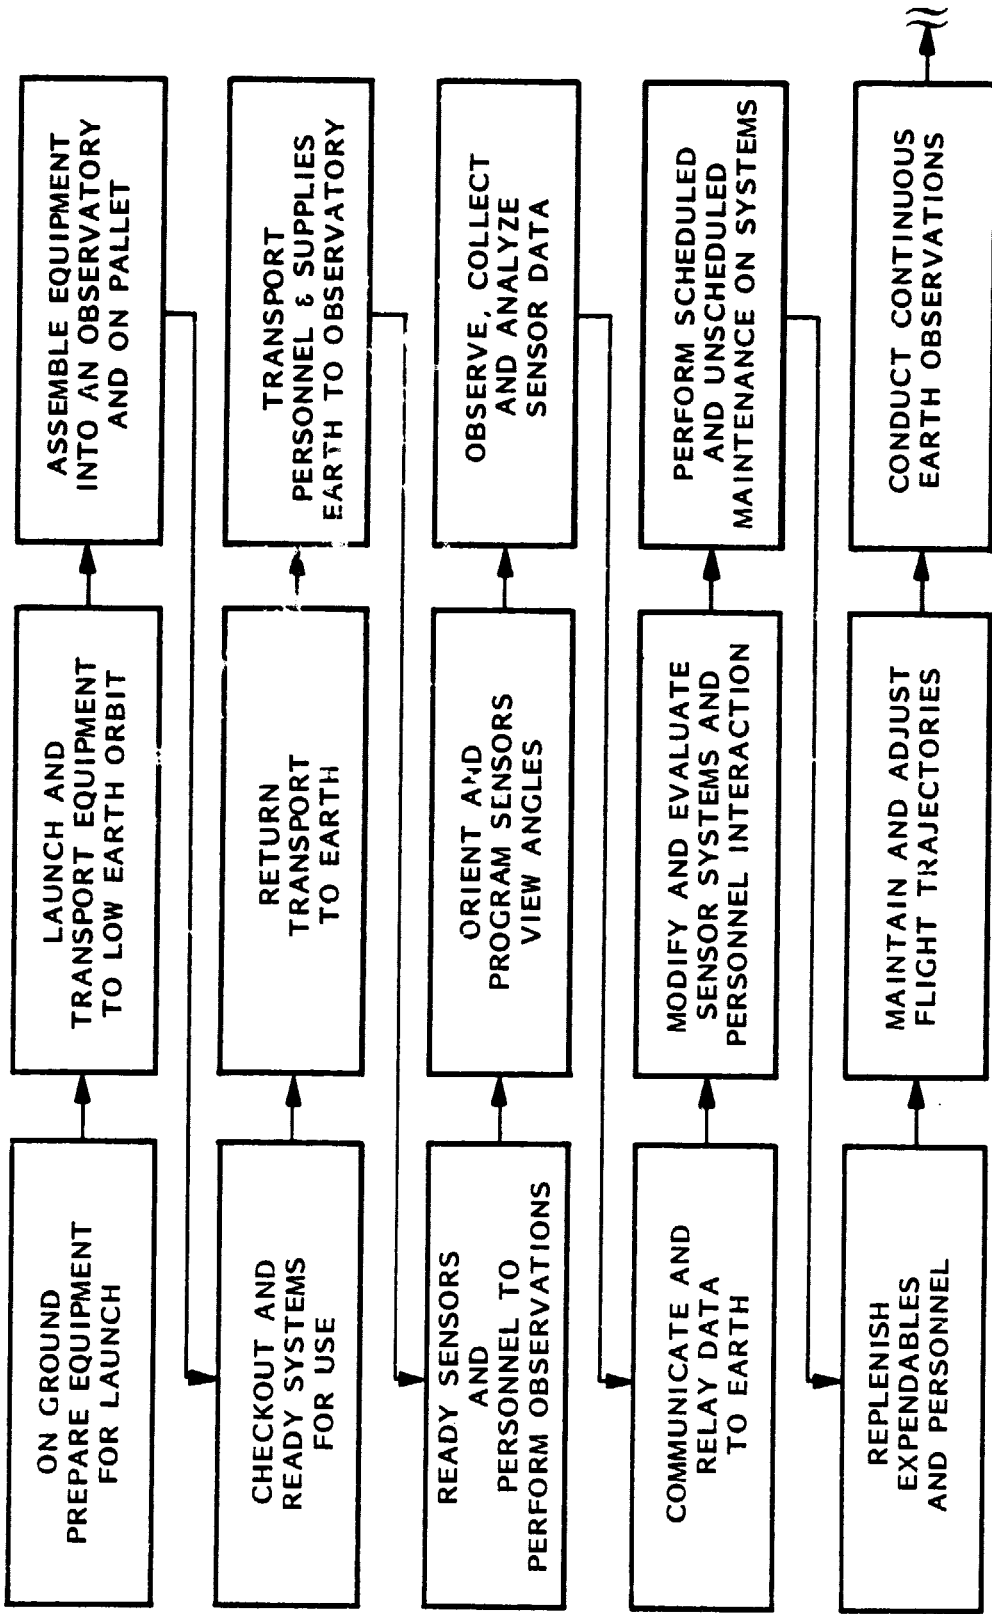 ON GROUND
PREPARE EQUIPMENT
FOR LAUNCH
LAUNCH AND
TRANSPORT EQUIPMENT
TO LOW EARTH ORBIT
ASSEMBLE EQUIPMENT
INTO AN OBSERVATORY
AND ON PALLET
CHECKOUT AND
READY SYSTEMS
FOR USE
RETURN
TRANSPORT
TO EARTH
TRANSPORT
PERSONNEL & SUPPLIES
EARTH TO OBSERVATORY
READY SENSORS
AND
PERSONNEL TO
PERFORM OBSERVATIONS
ORIENT AND
PROGRAM SENSORS
VIEW ANGLES
OBSERVE, COLLECT
AND ANALYZE
SENSOR DATA
COMMUNICATE AND
RELAY DATA
TO EARTH
MODIFY AND EVALUATE
SENSOR SYSTEMS AND
PERSONNEL INTERACTION
PERFORM SCHEDULED
AND UNSCHEDULED
MAINTENANCE ON SYSTEMS
REPLENISH
EXPENDABLES
AND PERSONNEL
MAINTAIN AND ADJUST
FLIGHT TRAJECTORIES
CONDUCT CONTINUOUS
EARTH OBSERVATIONS